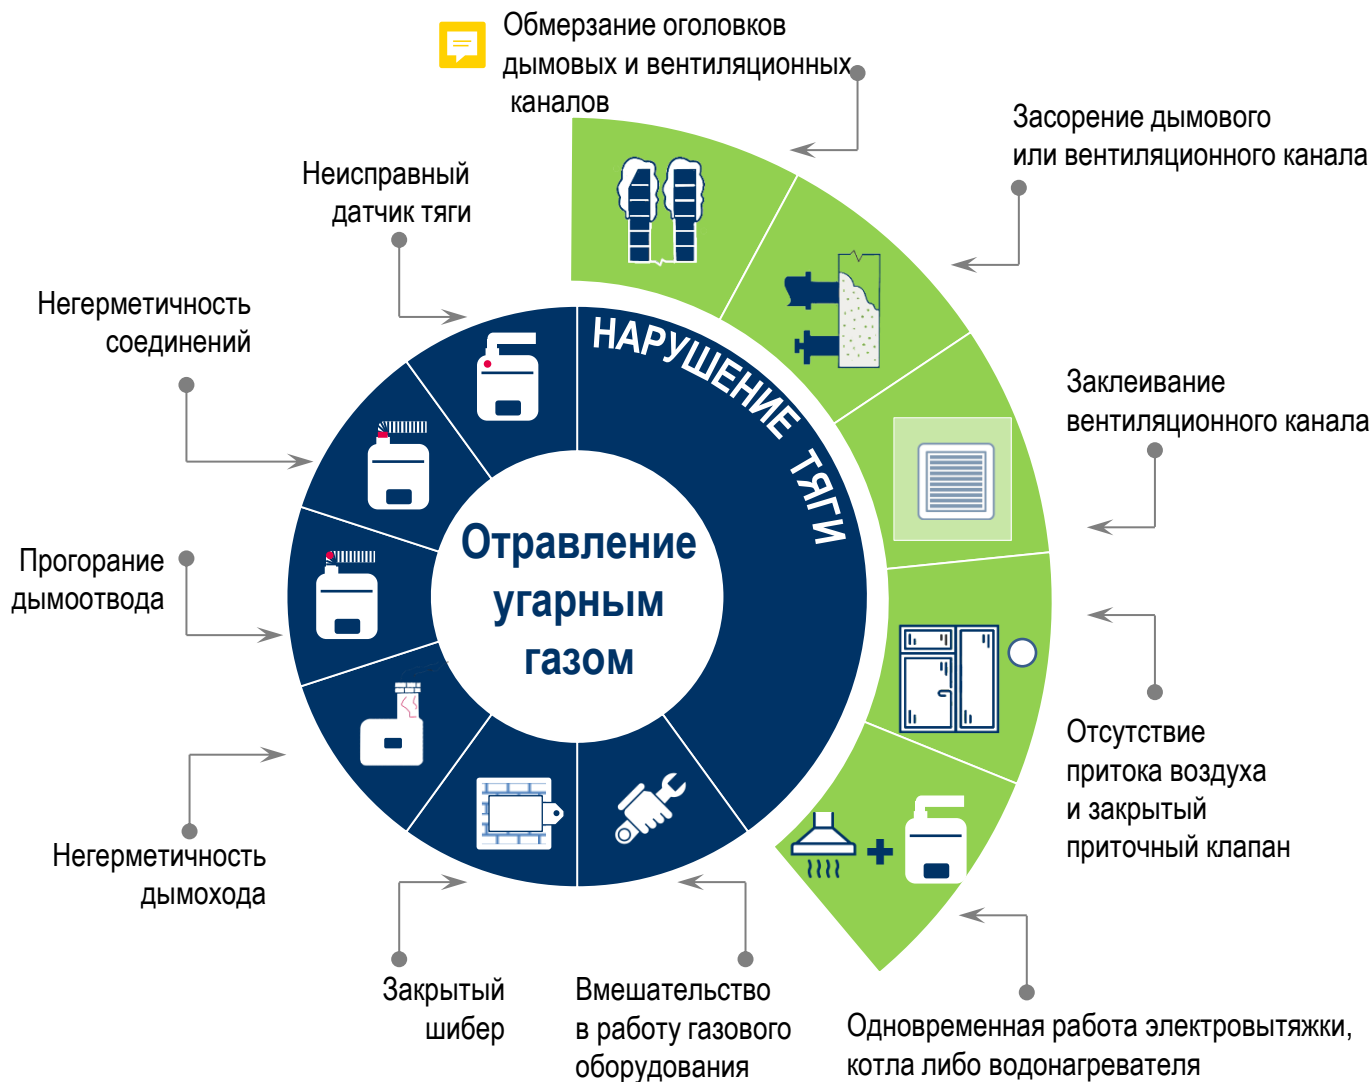 Обмерзание оголовков
дымовых и вентиляционных
каналов
Засорение дымового
или вентиляционного канала
Неисправный
датчик тяги
Негерметичность
соединений
НАРУШЕНИЕ ТЯГИ
Заклеивание
вентиляционного канала
Отравление
угарным
газом
Прогорание
дымоотвода
Отсутствие
притока воздуха
и закрытый
приточный клапан
Негерметичность
дымохода
Закрытый
шибер
Вмешательство
в работу газового
оборудования
Одновременная работа электровытяжки,
котла либо водонагревателя